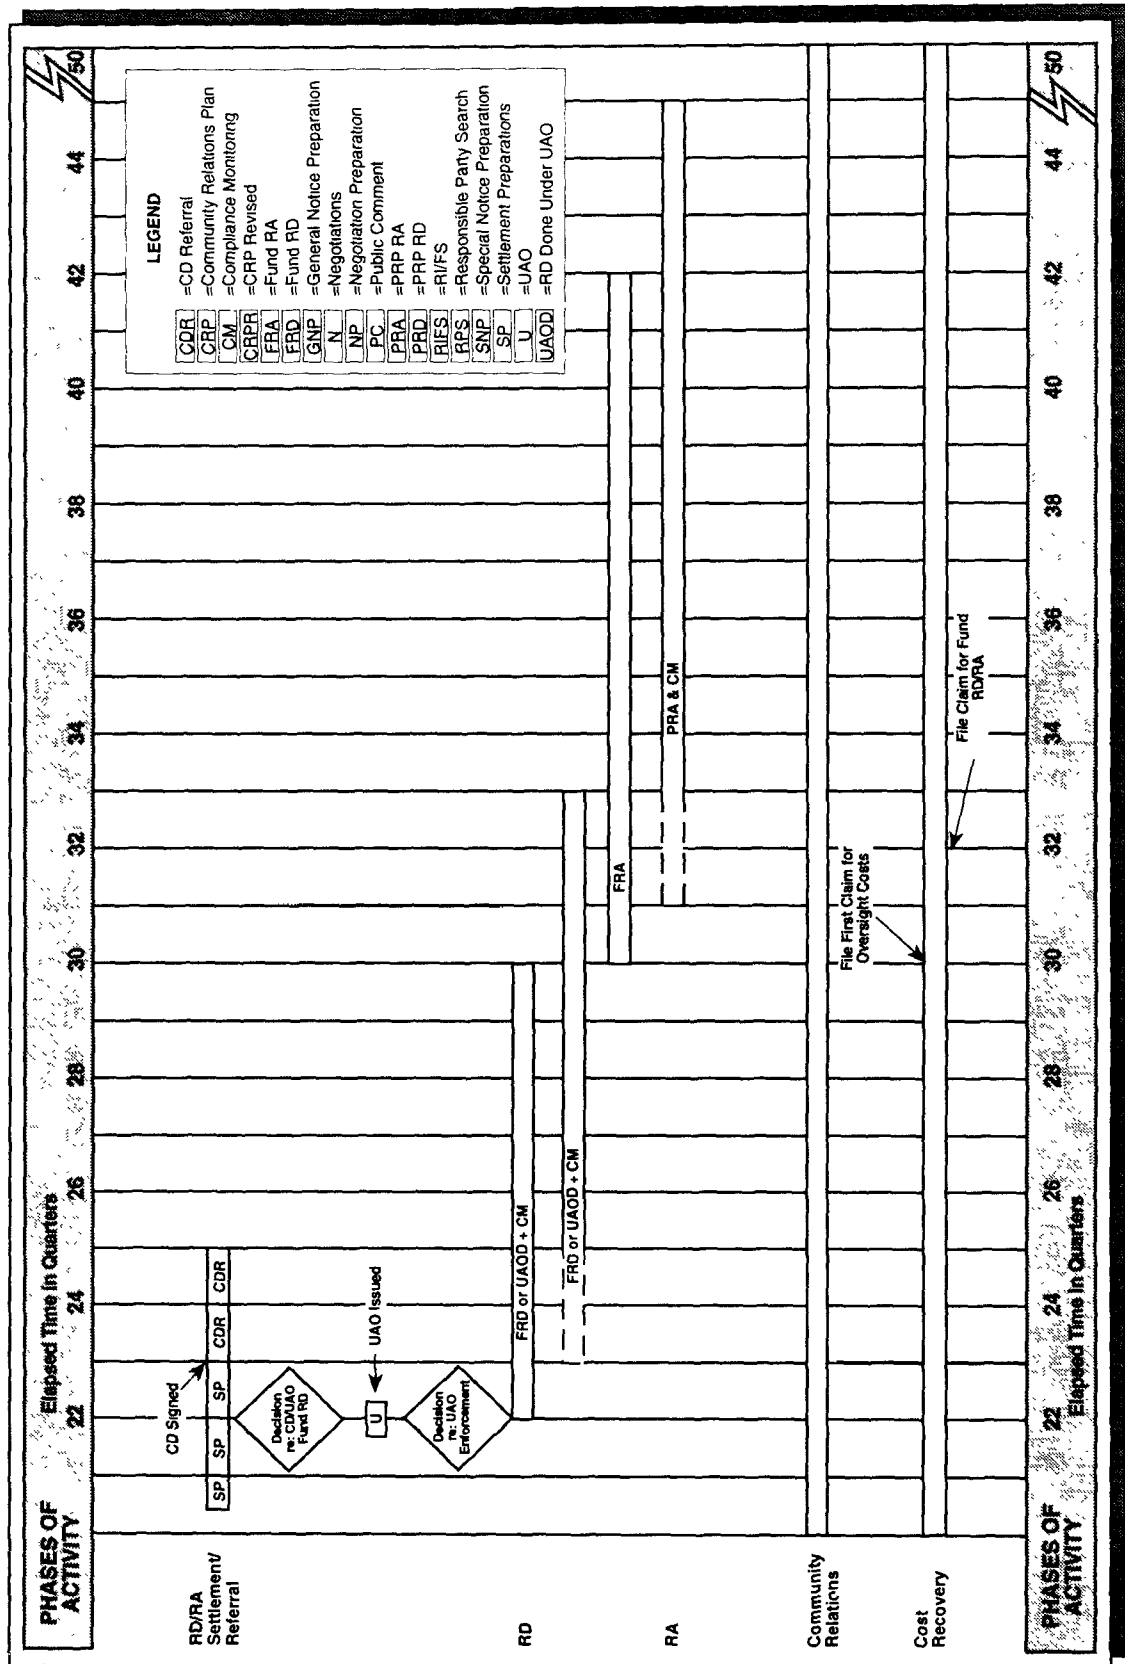 PHASES OF
ACTIVITY
Elapsed Time In Quarters
22
24
26
28
30
32
34
36
38
40
42
44
50
LEGEND
CDR =CD Referral
CRP =Community Relations Plan
CM =Compliance Monitoring
CRPR =CRP Revised
FRA =Fund RA
FRD =Fund RD
GNP =General Notice Preparation
N =Negotiations
NP =Negotiation Preparation
PC =Public Comment
PRA =PRP RA
PRD =PRP RD
RIFS =RI/FS
RPS =Responsible Party Search
SNP =Special Notice Preparation
SP =Settlement Preparations
U =UAO
UAOD =RD Done Under UAO
RD/RA
Settlement/
Referral
CD Signed
SP
SP
SP
CDR
CDR
Decision
re: CD/UAO
Fund RD
U
UAO Issued
Decision
re: UAO
Enforcement
RD
FRD or UAOD + CM
FRD or UAOD + CM
FRA
RA
PRA & CM
Community
Relations
File First Claim for
Oversight Costs
Cost
Recovery
File Claim for Fund
RD/RA
PHASES OF
ACTIVITY
Elapsed Time In Quarters
22
24
26
28
30
32
34
36
38
40
42
44
50